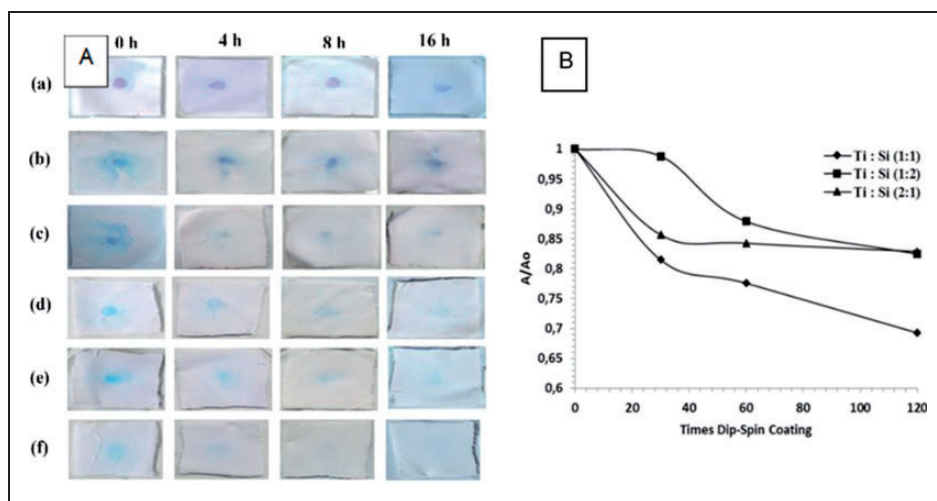 A
0 h 4 h 8 h 16 h
(a)
(b)
(c)
(d)
(e)
(f)
B
1
0,95
0,9
0,85
0,8
0,75
0,7
0,65
0,6
A/Ao
0 20 40 60 80 100 120
Times Dip-Spin Coating
Ti : Si (1:1)
Ti : Si (1:2)
Ti : Si (2:1)